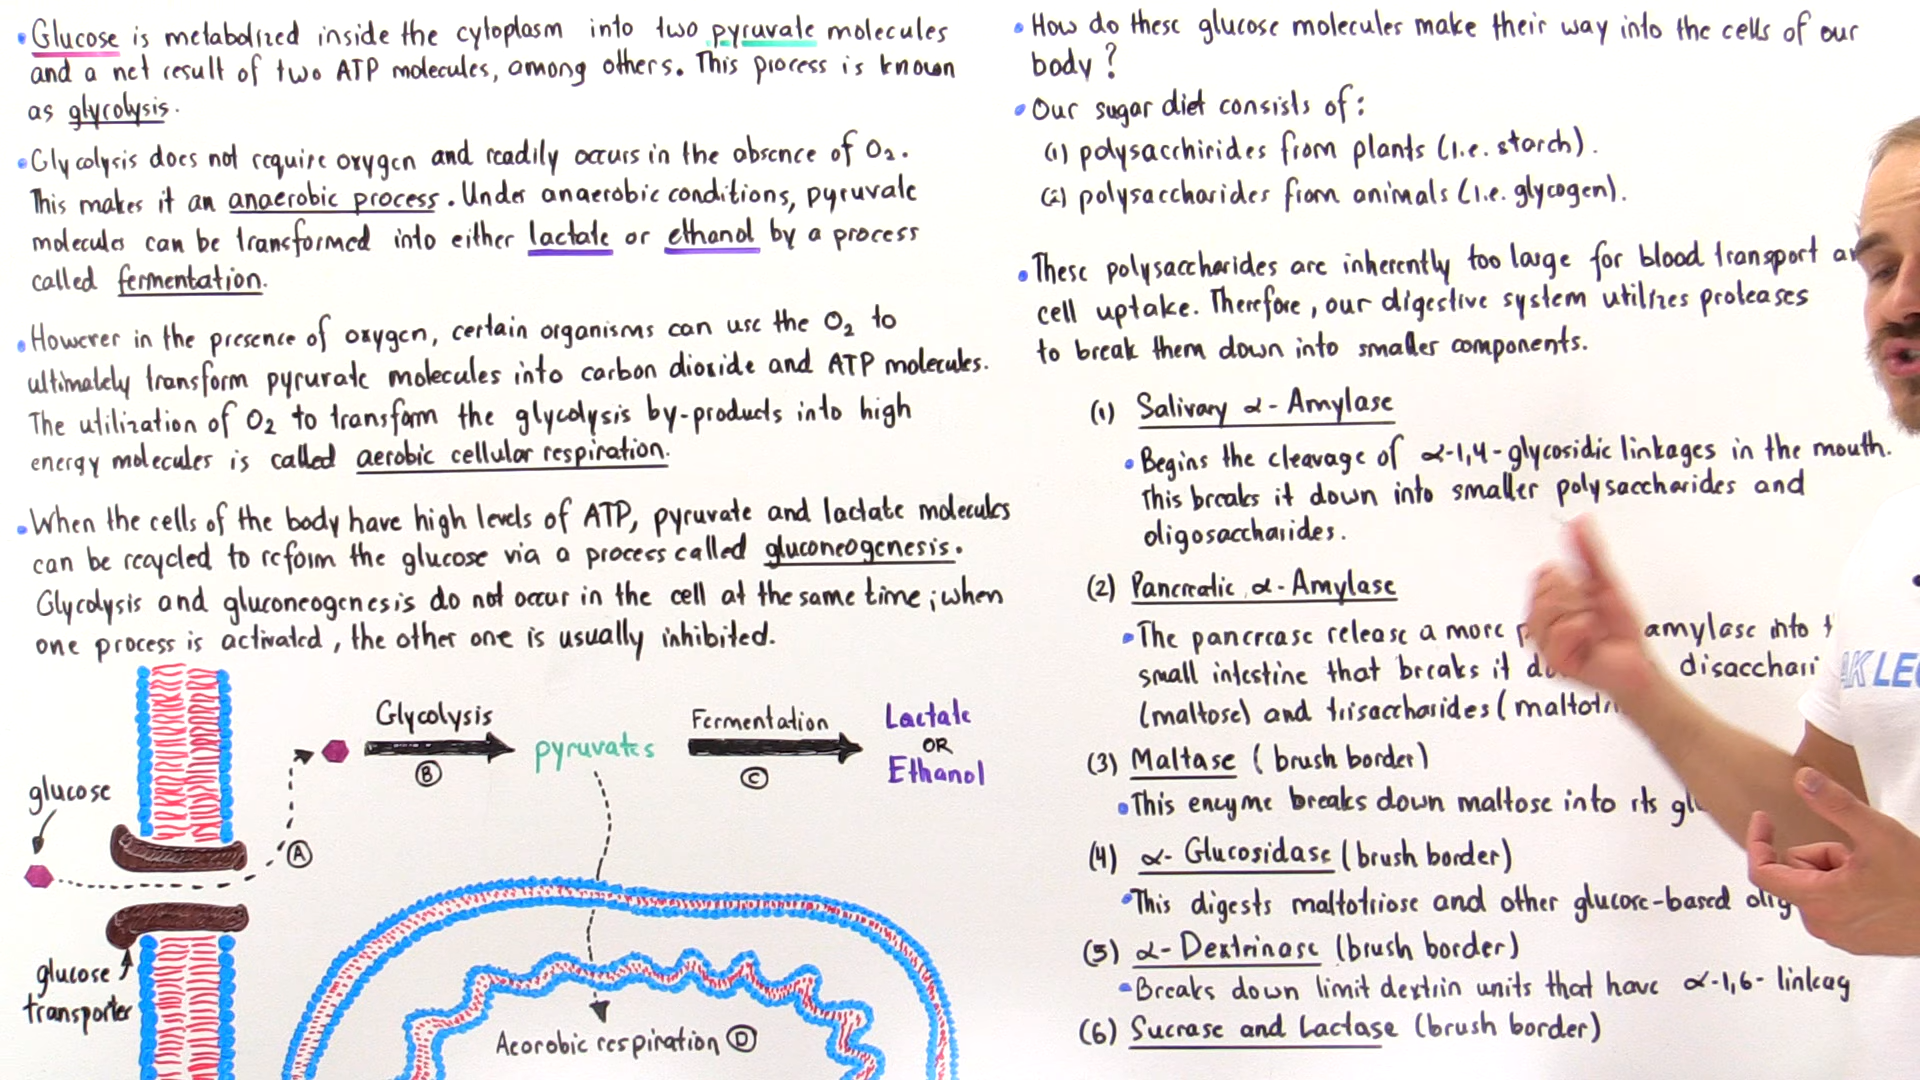 • Glucose is metabolized inside the cytoplasm into two pyruvate molecules
and a net result of two ATP molecules, among others. This process is known
as glycolysis.
• Glycolysis does not require oxygen and readily occurs in the absence of O₂.
This makes it an anaerobic process. Under anaerobic conditions, pyruvate
molecules can be transformed into either lactate or ethanol by a process
called fermentation.
• However in the presence of oxygen, certain organisms can use the O₂ to
ultimately transform pyruvate molecules into carbon dioxide and ATP molecules.
The utilization of O₂ to transform the glycolysis by-products into high
energy molecules is called aerobic cellular respiration.
• When the cells of the body have high levels of ATP, pyruvate and lactate molecules
can be recycled to reform the glucose via a process called gluconeogenesis.
Glycolysis and gluconeogenesis do not occur in the cell at the same time; when
one process is activated, the other one is usually inhibited.
glucose
glucose
transporter
A
Glycolysis
B
pyruvates
Fermentation
C
Lactate
OR
Ethanol
Aeorobic respiration D
• How do these glucose molecules make their way into the cells of our
body?
• Our sugar diet consists of:
(1) polysacchirides from plants (i.e. starch).
(2) polysaccharides from animals (i.e. glycogen).
• These polysaccharides are inherently too large for blood transport
cell uptake. Therefore, our digestive system utilizes proteases
to break them down into smaller components.
(1) Salivary α-Amylase
• Begins the cleavage of α-1,4-glycosidic linkages in the mouth.
This breaks it down into smaller polysaccharides and
oligosaccharides.
(2) Pancreatic α-Amylase
• The pancrease release a more amylase into
small intestine that breaks it
(maltose) and trisaccharides (
(3) Maltase (brush border)
• This enzyme breaks down maltose into its
(4) α-Glucosidase (brush border)
• This digests maltotriose and other glucose-based
(5) α-Dextrinase (brush border)
• Breaks down limit dextrin units that have α-1,6-
(6) Sucrase and Lactase (brush border)